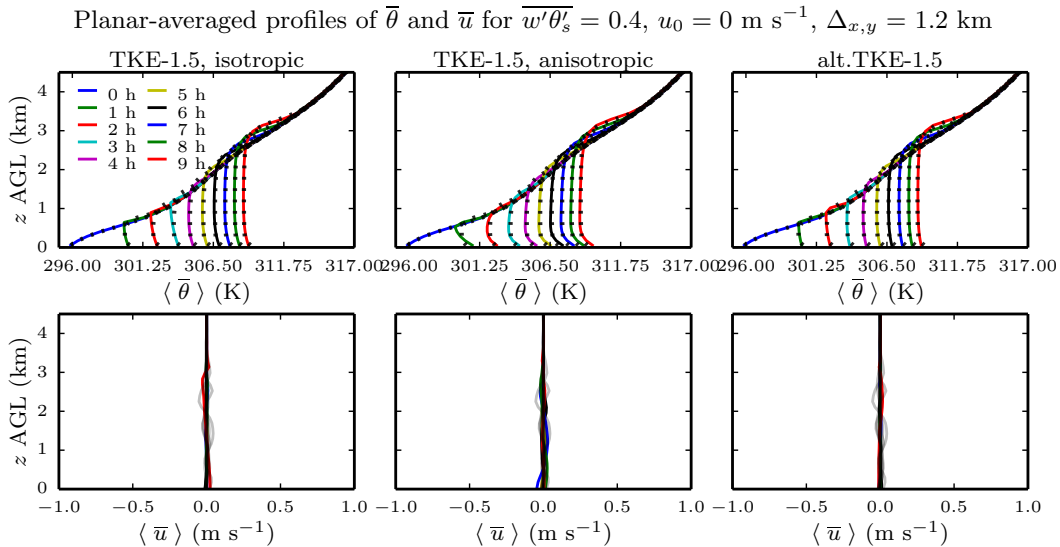 Planar-averaged profiles of θ̅ and u̅ for w′θ′ₛ = 0.4, u₀ = 0 m s⁻¹, Δₓ,ᵧ = 1.2 km
TKE-1.5, isotropic TKE-1.5, anisotropic alt.TKE-1.5
z AGL (km)
4
3
2
1
0
0 h 5 h
1 h 6 h
2 h 7 h
3 h 8 h
4 h 9 h
296.00 301.25 306.50 311.75 317.00 296.00 301.25 306.50 311.75 317.00 296.00 301.25 306.50 311.75 317.00
⟨ θ̅ ⟩ (K) ⟨ θ̅ ⟩ (K) ⟨ θ̅ ⟩ (K)
z AGL (km)
4
3
2
1
0
−1.0 −0.5 0.0 0.5 1.0 −1.0 −0.5 0.0 0.5 1.0 −1.0 −0.5 0.0 0.5 1.0
⟨ u̅ ⟩ (m s⁻¹) ⟨ u̅ ⟩ (m s⁻¹) ⟨ u̅ ⟩ (m s⁻¹)